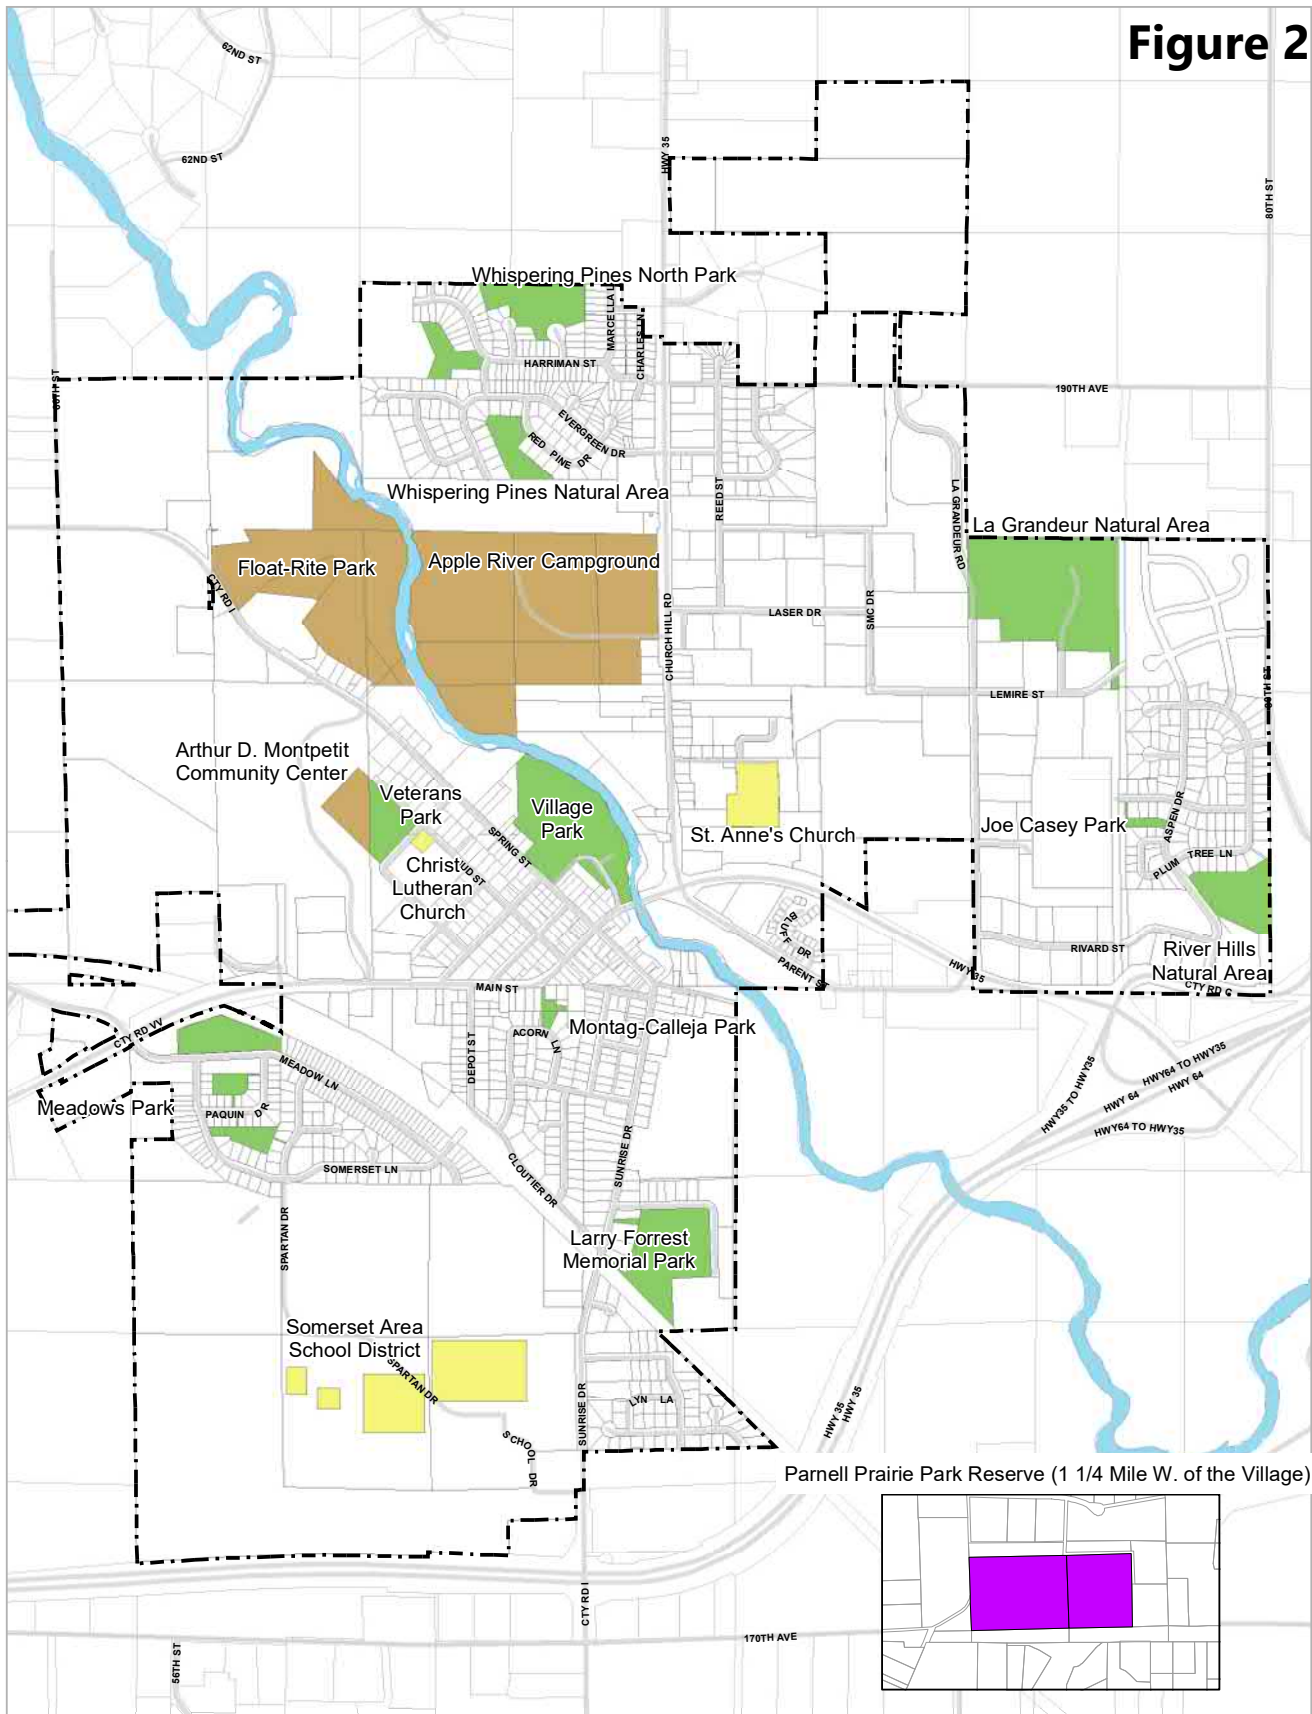 Figure 2
62ND ST
62ND ST
HWY 35
80TH ST
Whispering Pines North Park
MARCELLA L
CHARLES LN
HARRIMAN ST
60TH ST
190TH AVE
EVERGREEN DR
RED PINE DR
Whispering Pines Natural Area
REED ST
LA GRANDEUR RD
La Grandeur Natural Area
Float-Rite Park
Apple River Campground
CTY RD I
CHURCH HILL RD
LASER DR
SMC DR
LEMIRE ST
80TH ST
Arthur D. Montpetit
Community Center
Veterans
Park
Village
Park
SPRING ST
St. Anne's Church
Joe Casey Park
ASPEN DR
PLUM TREE LN
Christ
Lutheran
Church
UD ST
BLUFF DR
PARENT ST
HWY 35
RIVARD ST
River Hills
Natural Area
CTY RD C
MAIN ST
Montag-Calleja Park
ACORN LN
DEPOT ST
CTY RD VV
MEADOW LN
Meadows Park
PAQUIN DR
SOMERSET LN
CLOUTIER DR
SUNRISE DR
HWY35 TO HWY35
HWY64 TO HWY35
HWY 64
HWY 64
HWY64 TO HWY35
SPARTAN DR
Larry Forrest
Memorial Park
Somerset Area
School District
SPARTAN DR
SCHOOL DR
SUNRISE DR
LYN LA
HWY 35
HWY 35
Parnell Prairie Park Reserve (1 1/4 Mile W. of the Village)
CTY RD I
170TH AVE
56TH ST